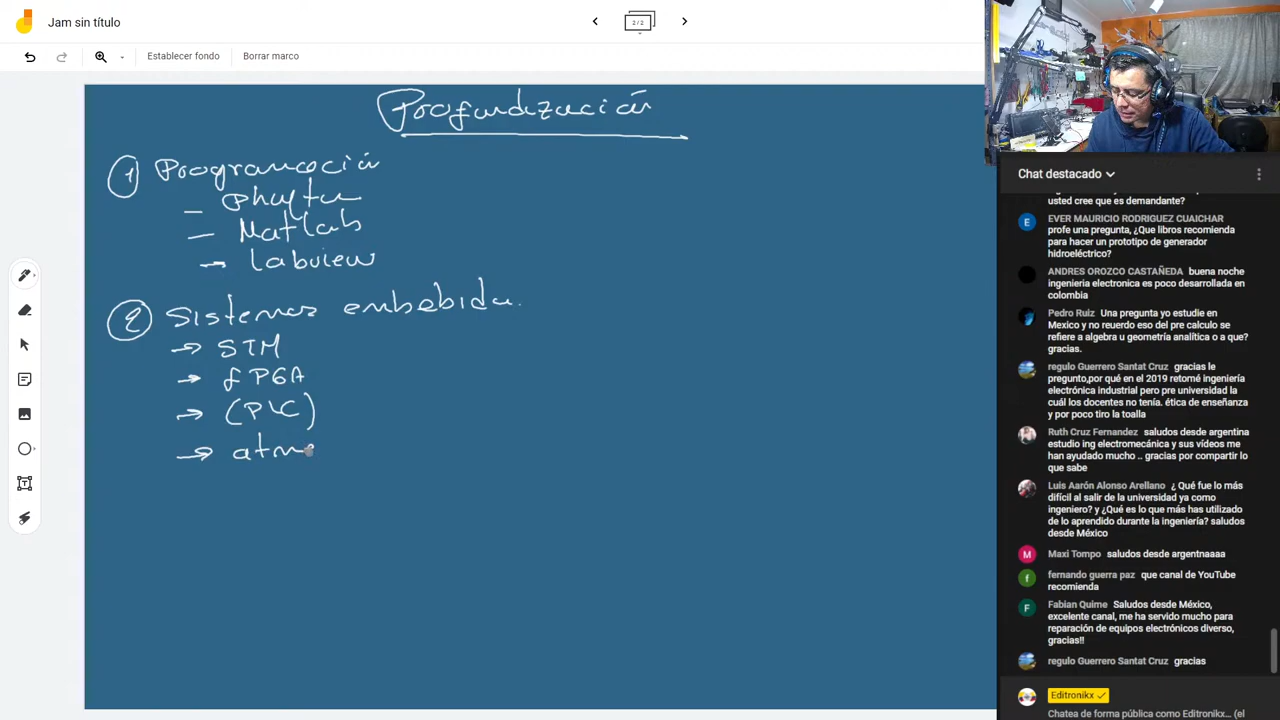 Jam sin título
2 / 2
Establecer fondo
Borrar marco
Profundización
① Programación
– Phyton
– Matlab
→ labview
② Sistemas embebidu.
→ STM
→ FPGA
→ (PIC)
→ atme
Chat destacado
usted cree que es demandante?
EVER MAURICIO RODRIGUEZ CUAICHAR
profe una pregunta, ¿Que libros recomienda
para hacer un prototipo de generador
hidroeléctrico?
ANDRES OROZCO CASTAÑEDA buena noche
ingenieria electronica es poco desarrollada en
colombia
Pedro Ruiz Una pregunta yo estudie en
Mexico y no reuerdo eso del pre calculo se
refiere a algebra u geometría analítica o a que?
gracias.
regulo Guerrero Santat Cruz gracias le
pregunto,por qué en el 2019 retomé ingeniería
electrónica industrial pero pre universidad la
cuál los docentes no tenía. ética de enseñanza
y por poco tiro la toalla
Ruth Cruz Fernandez saludos desde argentina
estudio ing electromecánica y sus vídeos me
han ayudado mucho .. gracias por compartir lo
que sabe
Luis Aarón Alonso Arellano ¿ Qué fue lo más
difícil al salir de la universidad ya como
ingeniero? y ¿Qué es lo que más has utilizado
de lo aprendido durante la ingeniería? saludos
desde México
M Maxi Tompo saludos desde argentnaaaa
f fernando guerra paz que canal de YouTube
recomienda
F Fabian Quime Saludos desde México,
excelente canal, me ha servido mucho para
reparación de equipos electrónicos diverso,
gracias!!
regulo Guerrero Santat Cruz gracias
Editronikx
Chatea de forma pública como Editronikx... (el